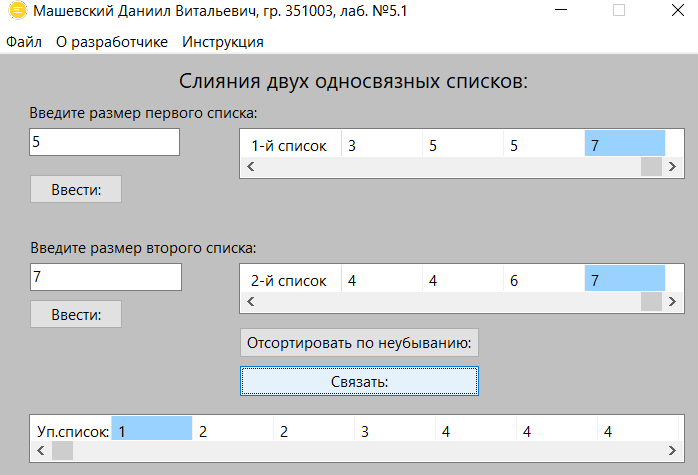 Машевский Даниил Витальевич, гр. 351003, лаб. №5.1
Файл О разработчике Инструкция
Слияния двух односвязных списков:
Введите размер первого списка:
5
1-й список 3 5 5 7
Ввести:
Введите размер второго списка:
7
2-й список 4 4 6 7
Ввести:
Отсортировать по неубыванию:
Связать:
Уп.список: 1 2 2 3 4 4 4